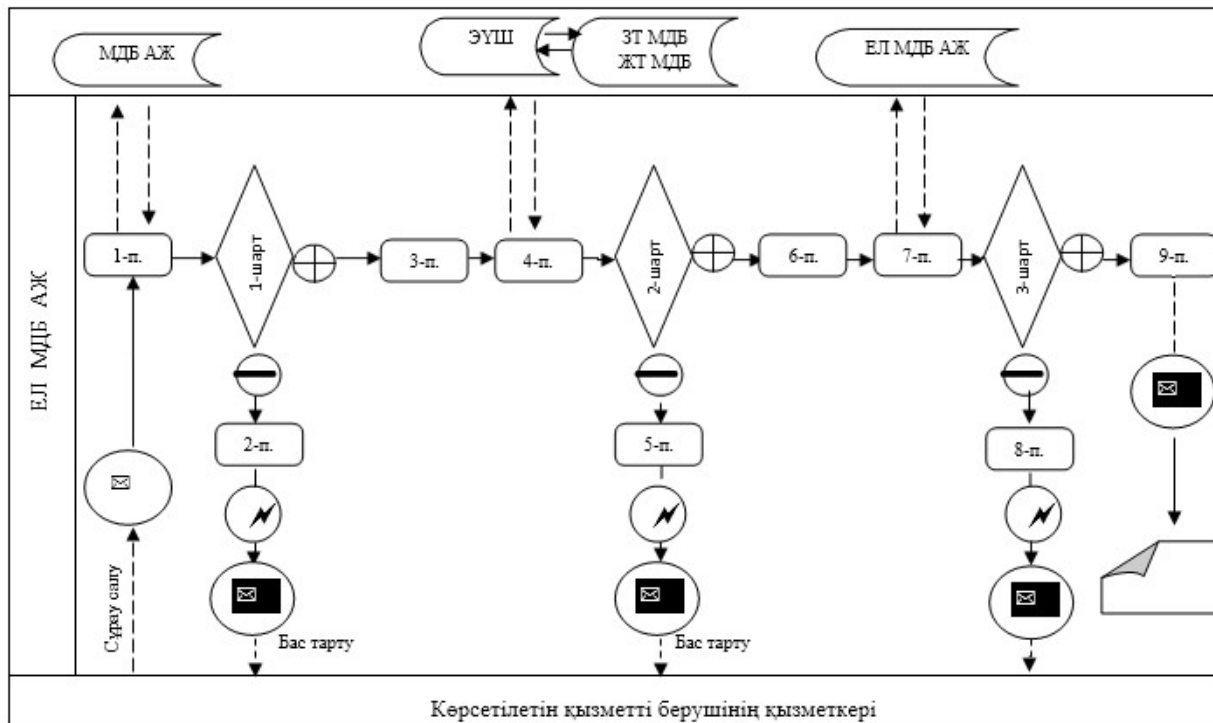 МДБ АЖ
ЭҮШ
ЗТ МДБ
ЖТ МДБ
ЕЛ МДБ АЖ
ЕЛ МДБ АЖ
1-п.
1-шарт
3-п.
4-п.
2-шарт
6-п.
7-п.
3-шарт
9-п.
2-п.
5-п.
8-п.
Сұрау салу
Бас тарту
Бас тарту
Көрсетілетін қызметті берушінің қызметкері